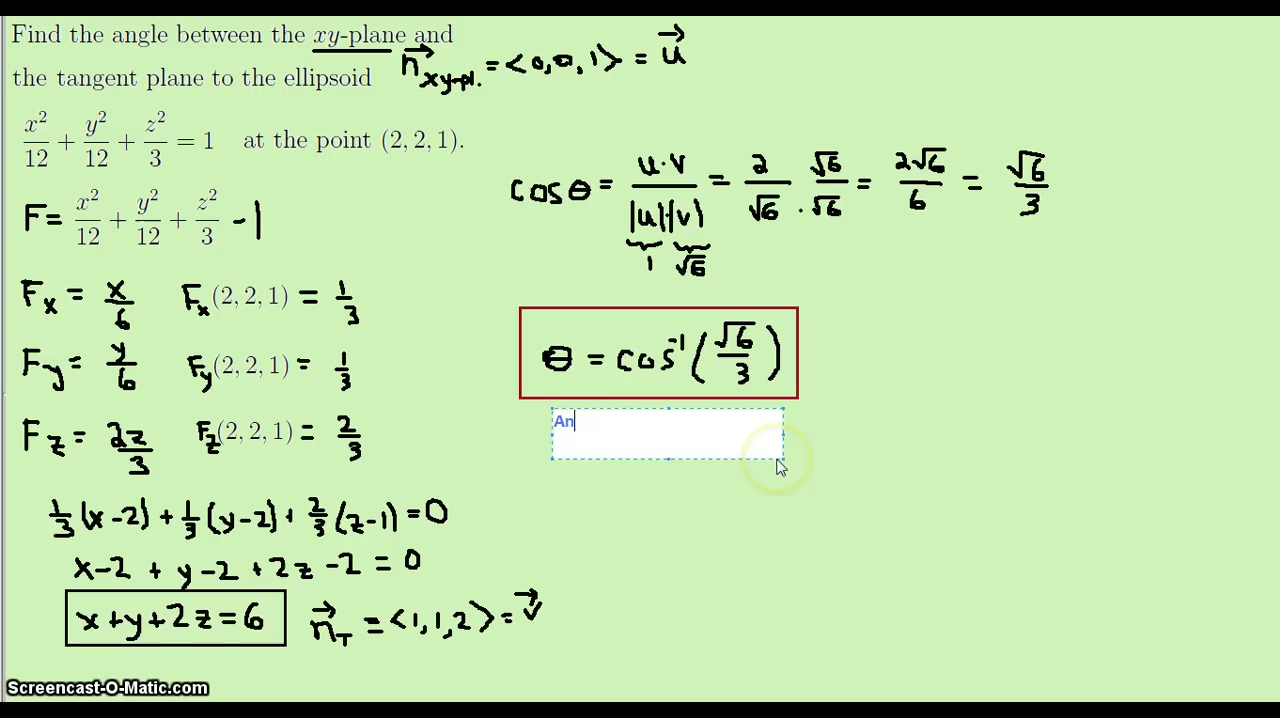 Find the angle between the xy-plane and
the tangent plane to the ellipsoid
n⃗ xy-pl. = <0,0,1> = u⃗
x²/12 + y²/12 + z²/3 = 1 at the point (2, 2, 1).
F = x²/12 + y²/12 + z²/3 - 1
Fx = x/6 Fx(2, 2, 1) = 1/3
Fy = y/6 Fy(2, 2, 1) = 1/3
Fz = 2z/3 Fz(2, 2, 1) = 2/3
1/3(x-2) + 1/3(y-2) + 2/3(z-1) = 0
x-2 + y-2 + 2z-2 = 0
x+y+2z=6
n⃗T = <1,1,2> = v⃗
cosθ = u·v/|u||v| = 2/√6 · √6/√6 = 2√6/6 = √6/3
1 √6
θ = cos⁻¹(√6/3)
An
Screencast-O-Matic.com